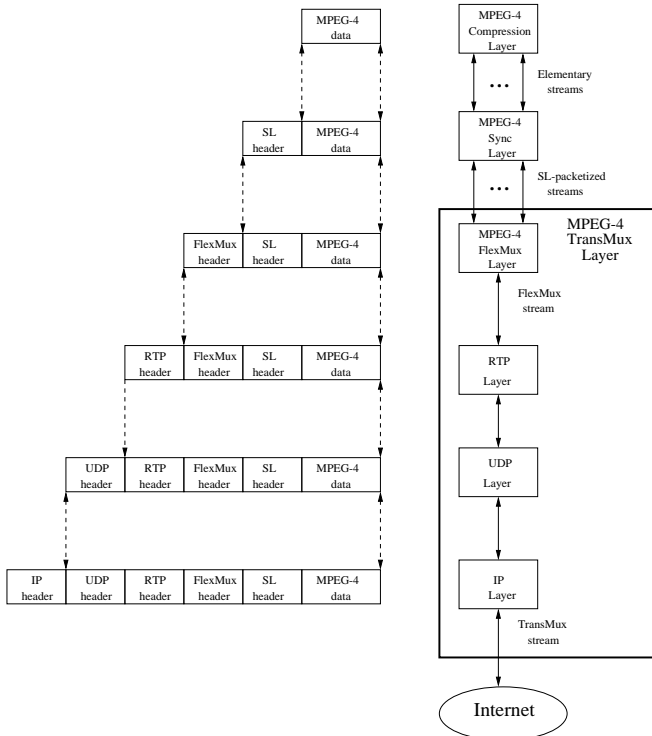 MPEG-4
data
SL
header
MPEG-4
data
FlexMux
header
SL
header
MPEG-4
data
RTP
header
FlexMux
header
SL
header
MPEG-4
data
UDP
header
RTP
header
FlexMux
header
SL
header
MPEG-4
data
IP
header
UDP
header
RTP
header
FlexMux
header
SL
header
MPEG-4
data
MPEG-4
Compression
Layer
...
Elementary
streams
MPEG-4
Sync
Layer
...
SL-packetized
streams
MPEG-4
TransMux
Layer
MPEG-4
FlexMux
Layer
FlexMux
stream
RTP
Layer
UDP
Layer
IP
Layer
TransMux
stream
Internet